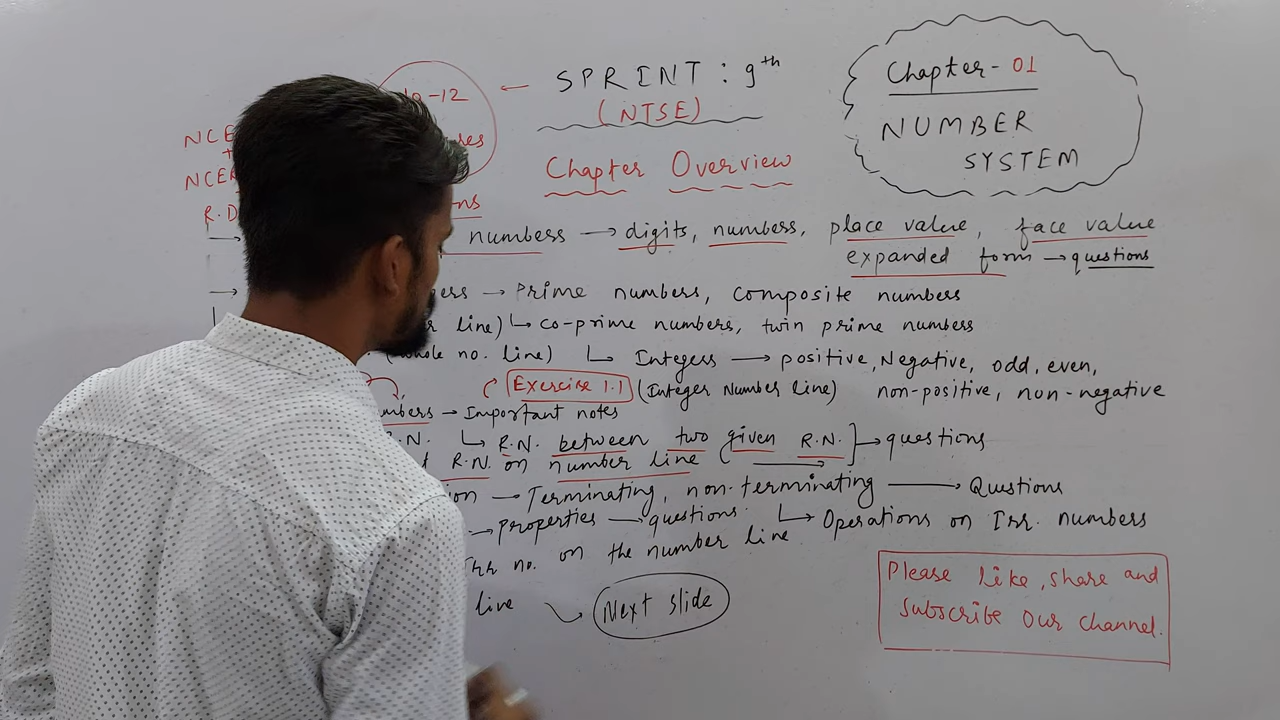 SPRINT : 9th
(NTSE)
Chapter Overview
Chapter-01
NUMBER
SYSTEM
10-12
NCE
+
NCER
R.D
numbers → digits, numbers, place value, face value
expanded form → questions
→ Prime numbers, composite numbers
line) ↳ co-prime numbers, twin prime numbers
(whole no. line) ↳ Integers → positive, Negative, odd, even,
Exercise 1.1 (Integer Number line) non-positive, non-negative
→ Important notes
R.N. ↳ R.N. between two given R.N. → questions
R.N. on number line
→ Terminating, non-terminating → Questions
→ properties → questions. ↳ Operations on Irr. numbers
Irr no. on the number line
live
Next slide
Please like, share and
subscribe our channel.